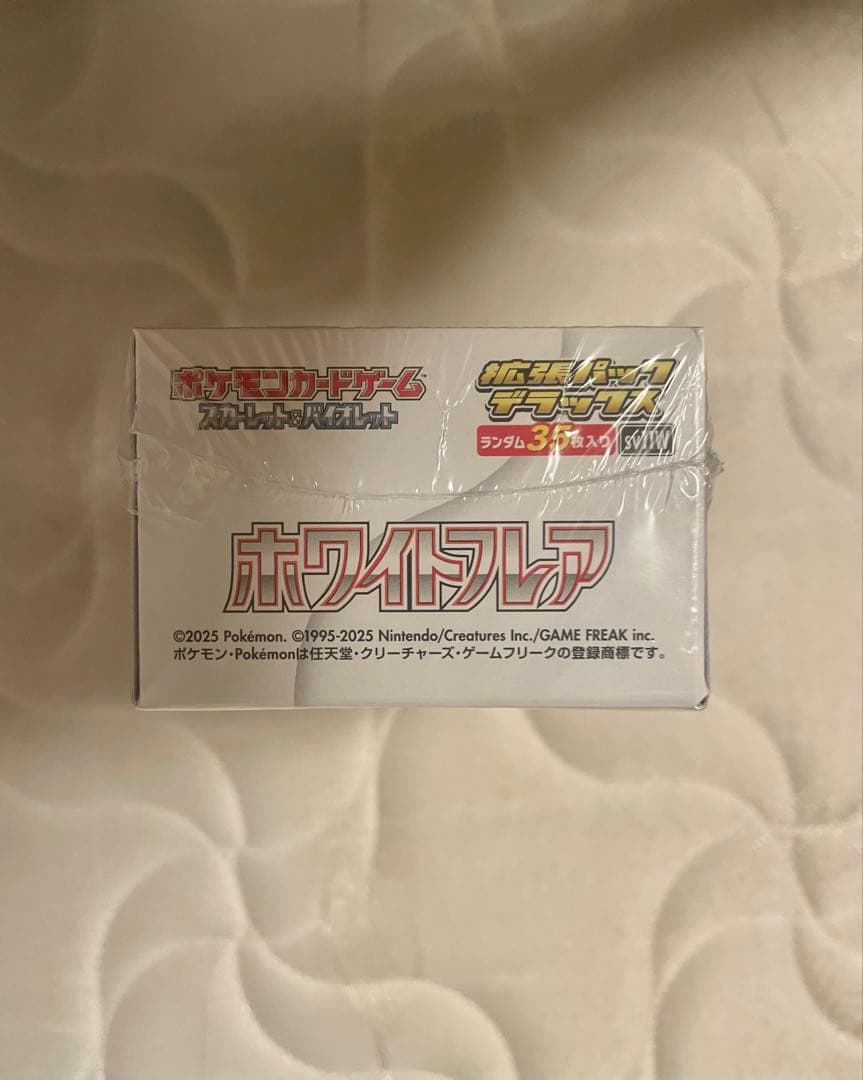 ポケモンカードゲーム™
スカーレット&バイオレット
拡張パック
デラックス
ランダム35枚入り SV11W
ホワイトフレア
©2025 Pokémon. ©1995-2025 Nintendo/Creatures Inc./GAME FREAK inc.
ポケモン・Pokémonは任天堂・クリーチャーズ・ゲームフリークの登録商標です。